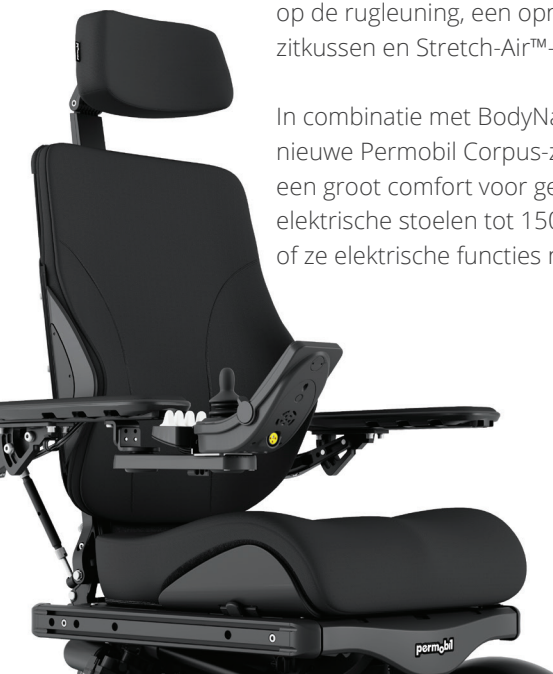 op de rugleuning, een
zitkussen en Stretch-Air™-
In combinatie met
nieuwe Permobil
een groot comfort voor
elektrische stoelen tot
of ze elektrische functies
permobil